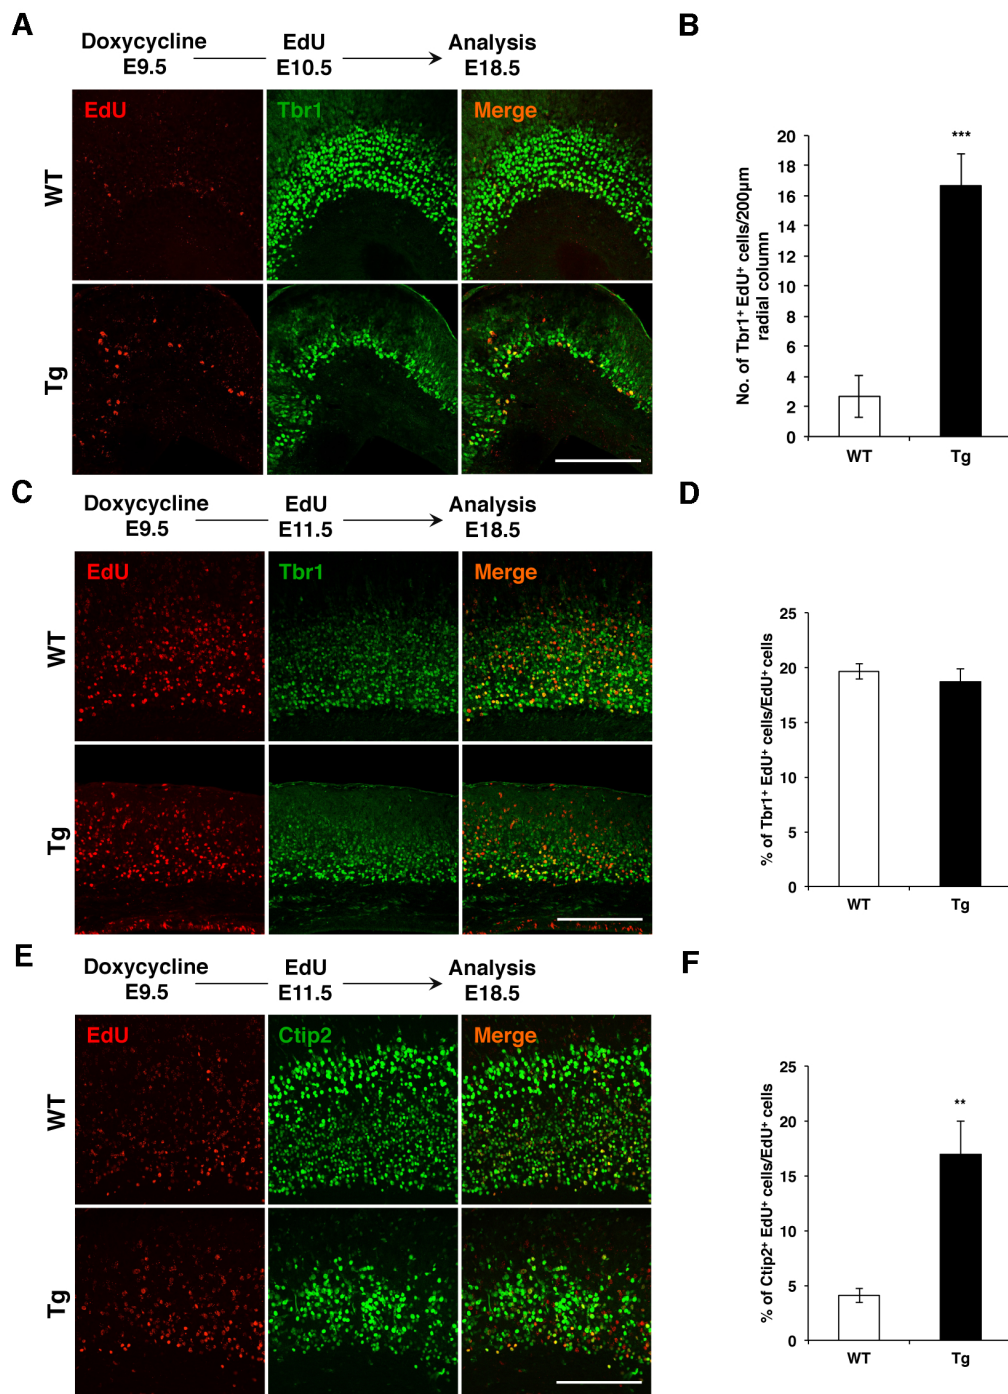 A
Doxycycline
E9.5
EdU
E10.5
Analysis
E18.5
EdU
Tbr1
Merge
WT
Tg
B
No. of Tbr1⁺ EdU⁺ cells/200µm
radial column
20
18
16
14
12
10
8
6
4
2
0
***
WT
Tg
C
Doxycycline
E9.5
EdU
E11.5
Analysis
E18.5
EdU
Tbr1
Merge
WT
Tg
D
% of Tbr1⁺ EdU⁺ cells/EdU⁺ cells
25
20
15
10
5
0
WT
Tg
E
Doxycycline
E9.5
EdU
E11.5
Analysis
E18.5
EdU
Ctip2
Merge
WT
Tg
F
% of Ctip2⁺ EdU⁺ cells/EdU⁺ cells
25
20
15
10
5
0
**
WT
Tg